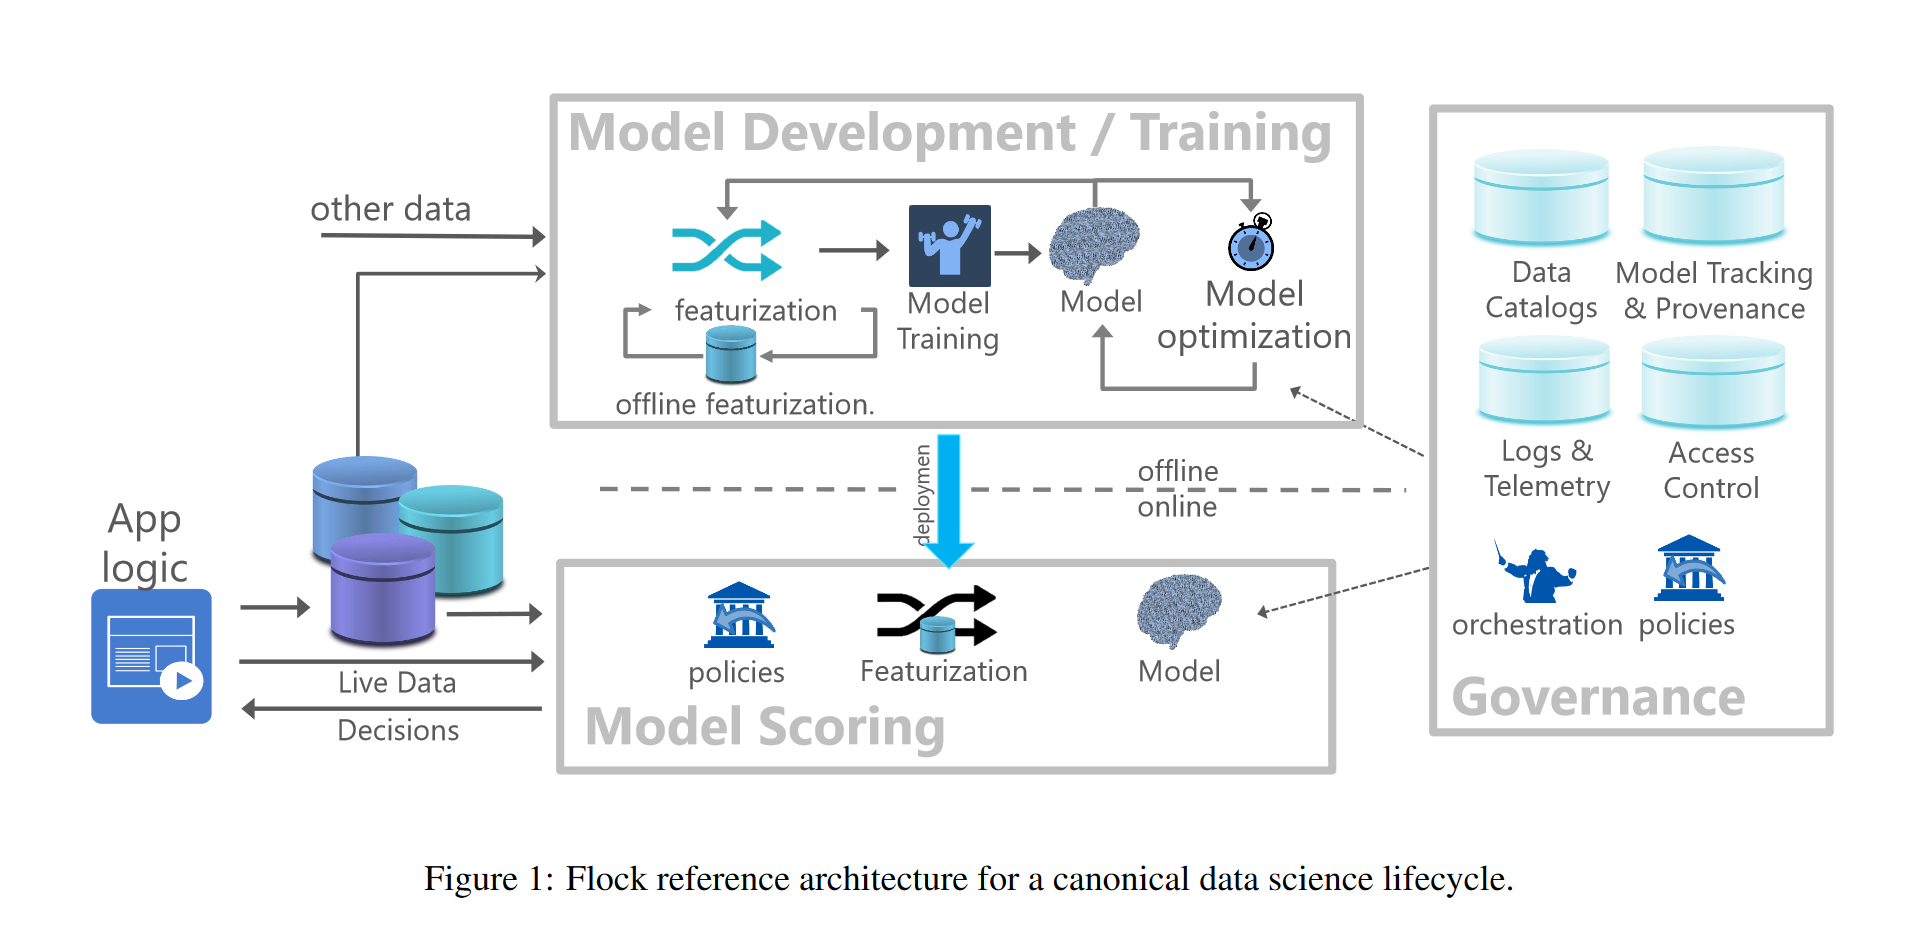 Model Development / Training
other data
featurization
Model
Training
Model
Model
optimization
offline featurization.
deploymen
offline
online
App
logic
Live Data
Decisions
policies
Featurization
Model
Model Scoring
Data
Catalogs
Model Tracking
& Provenance
Logs &
Telemetry
Access
Control
orchestration
policies
Governance
Figure 1: Flock reference architecture for a canonical data science lifecycle.